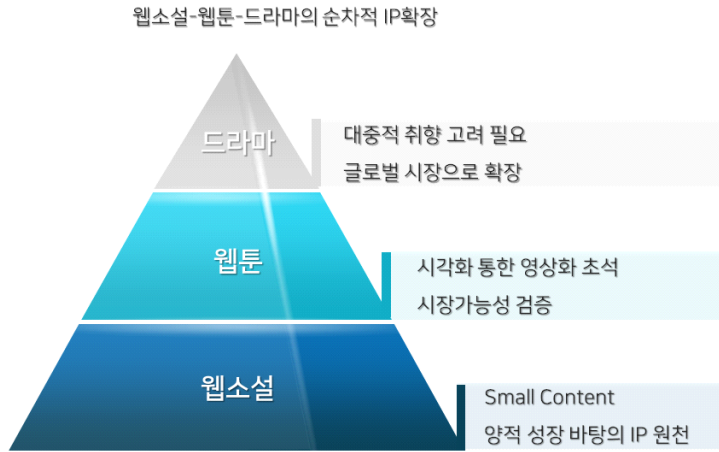 웹소설-웹툰-드라마의 순차적 IP확장
드라마
대중적 취향 고려 필요
글로벌 시장으로 확장
웹툰
시각화 통한 영상화 초석
시장가능성 검증
웹소설
Small Content
양적 성장 바탕의 IP 원천